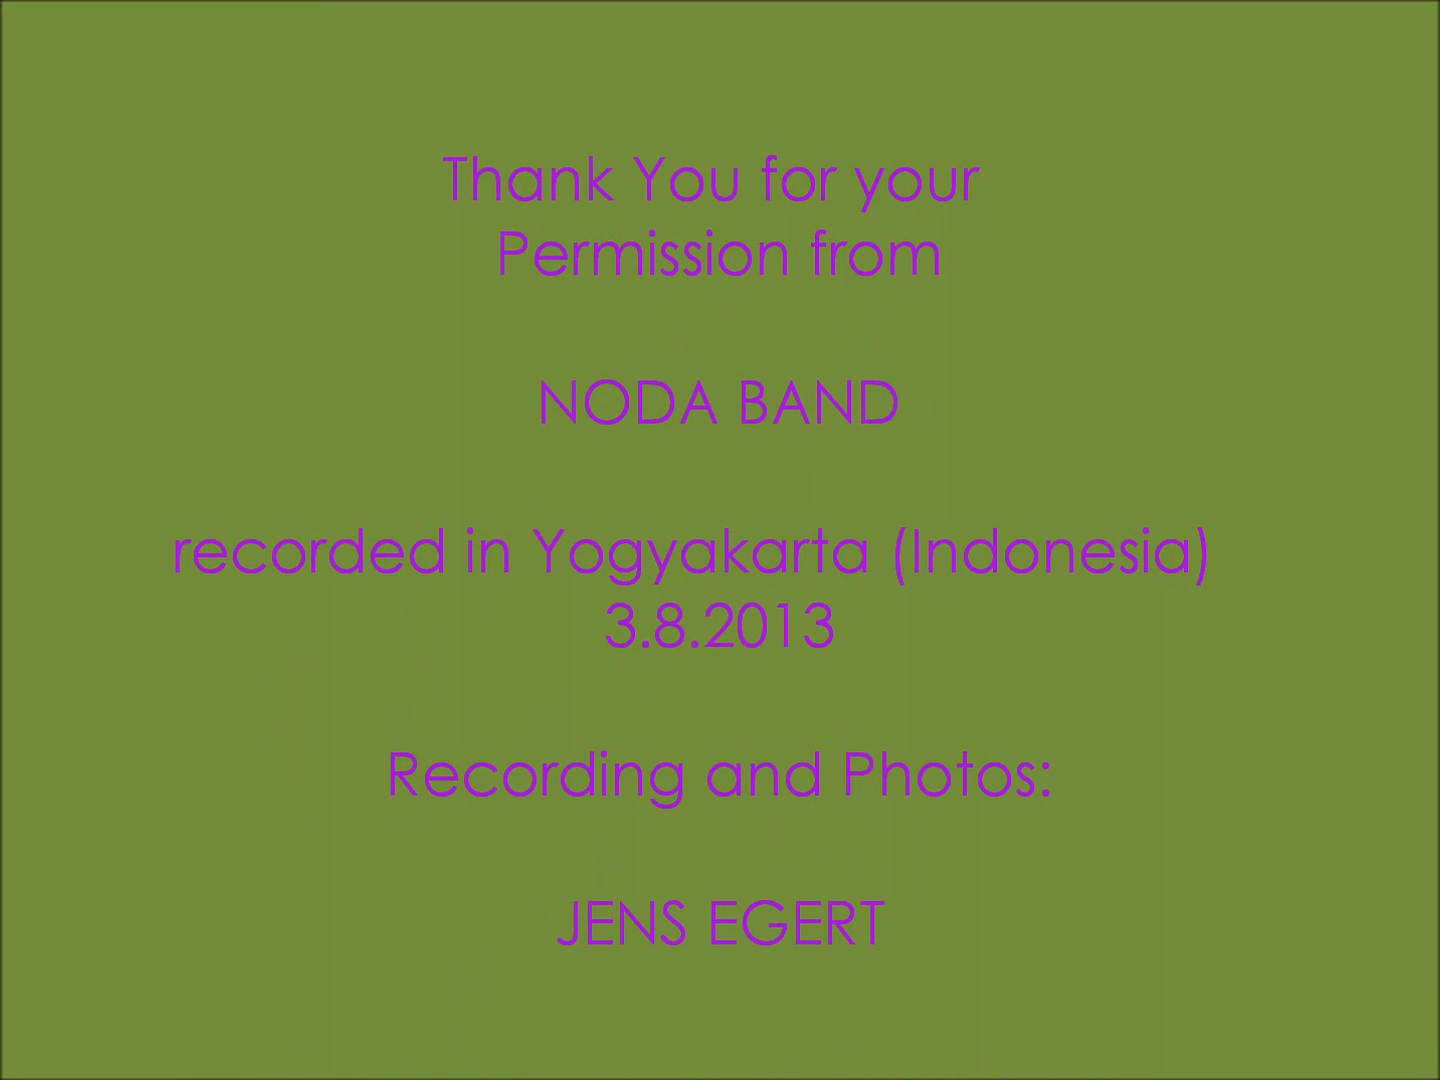 Thank You for your
Permission from
NODA BAND
recorded in Yogyakarta (Indonesia)
3.8.2013
Recording and Photos:
JENS EGERT